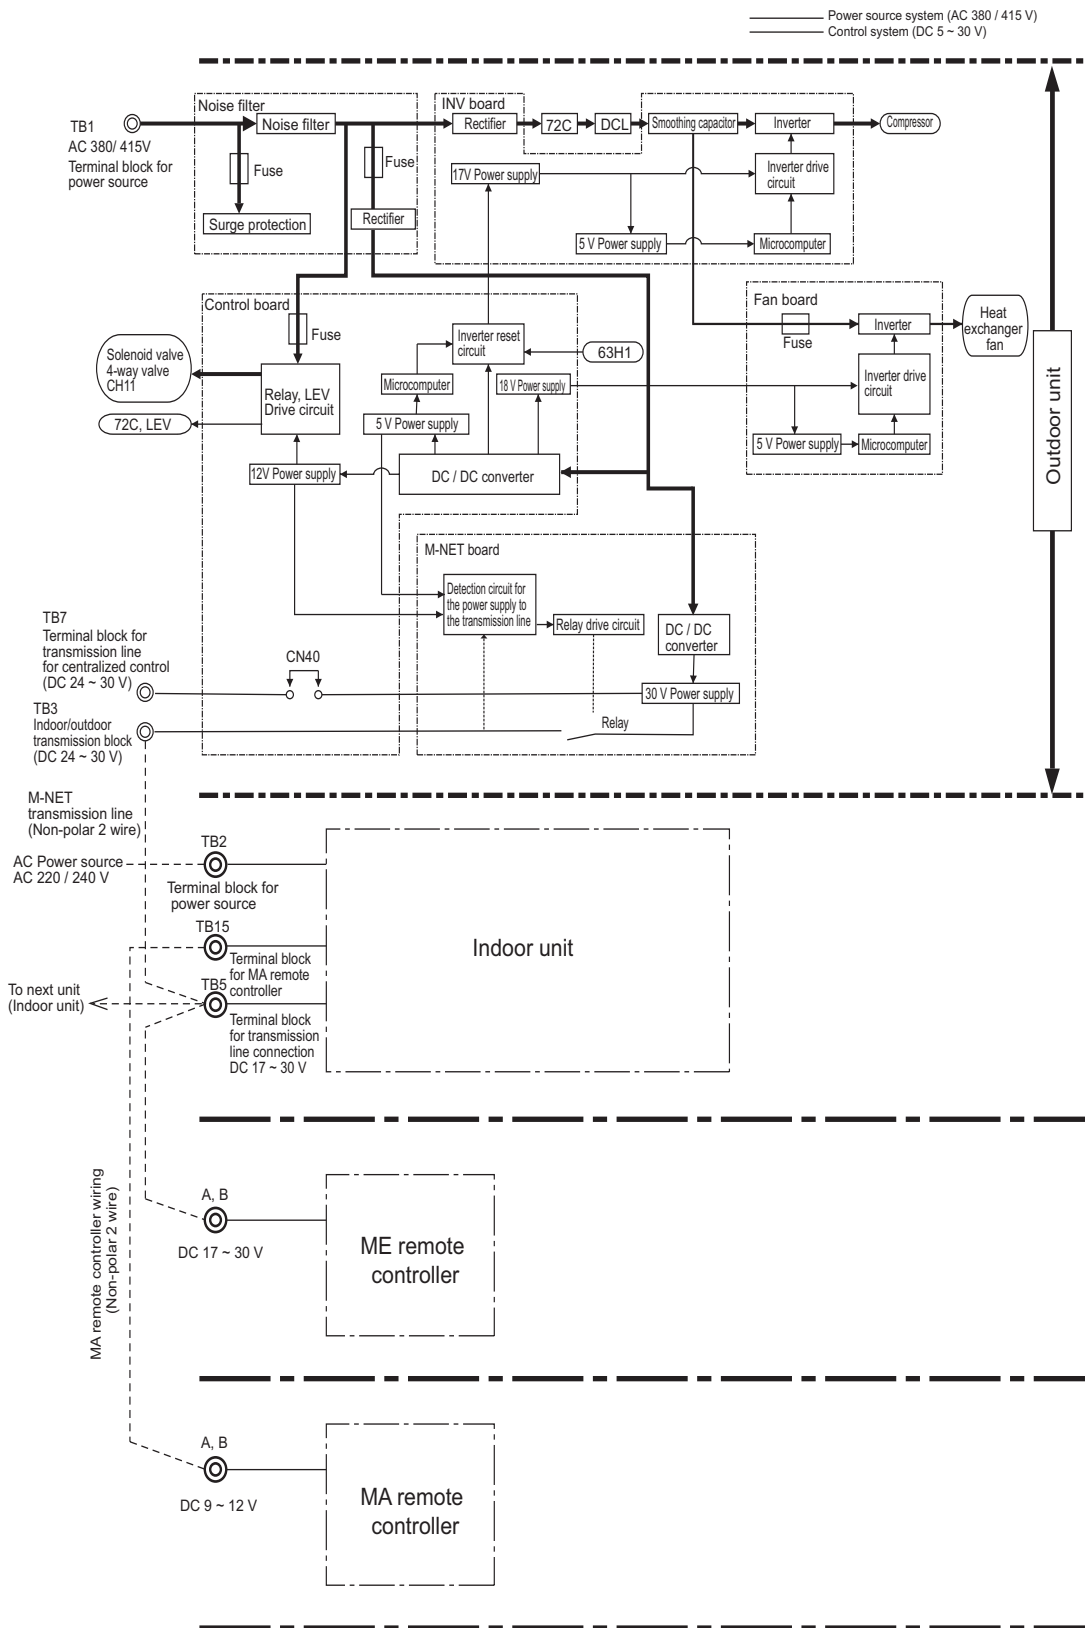 Power source system (AC 380 / 415 V)
Control system (DC 5 ~ 30 V)
Noise filter
INV board
TB1
AC 380/ 415V
Terminal block for
power source
Noise filter
Rectifier
72C
DCL
Smoothing capacitor
Inverter
Compressor
Fuse
Fuse
17V Power supply
Inverter drive
circuit
Surge protection
Rectifier
5 V Power supply
Microcomputer
Control board
Fan board
Fuse
Inverter reset
circuit
63H1
Fuse
Inverter
Heat
exchanger
fan
Solenoid valve
4-way valve
CH11
Relay, LEV
Drive circuit
Microcomputer
18 V Power supply
Inverter drive
circuit
72C, LEV
5 V Power supply
5 V Power supply
Microcomputer
12V Power supply
DC / DC converter
Outdoor unit
M-NET board
Detection circuit for
the power supply to
the transmission line
Relay drive circuit
DC / DC
converter
TB7
Terminal block for
transmission line
for centralized control
(DC 24 ~ 30 V)
CN40
30 V Power supply
TB3
Indoor/outdoor
transmission block
(DC 24 ~ 30 V)
Relay
M-NET
transmission line
(Non-polar 2 wire)
TB2
AC Power source
AC 220 / 240 V
Terminal block for
power source
TB15
Terminal block
for MA remote
controller
Indoor unit
To next unit
(Indoor unit)
TB5
Terminal block
for transmission
line connection
DC 17 ~ 30 V
MA remote controller wiring
(Non-polar 2 wire)
A, B
DC 17 ~ 30 V
ME remote
controller
A, B
DC 9 ~ 12 V
MA remote
controller